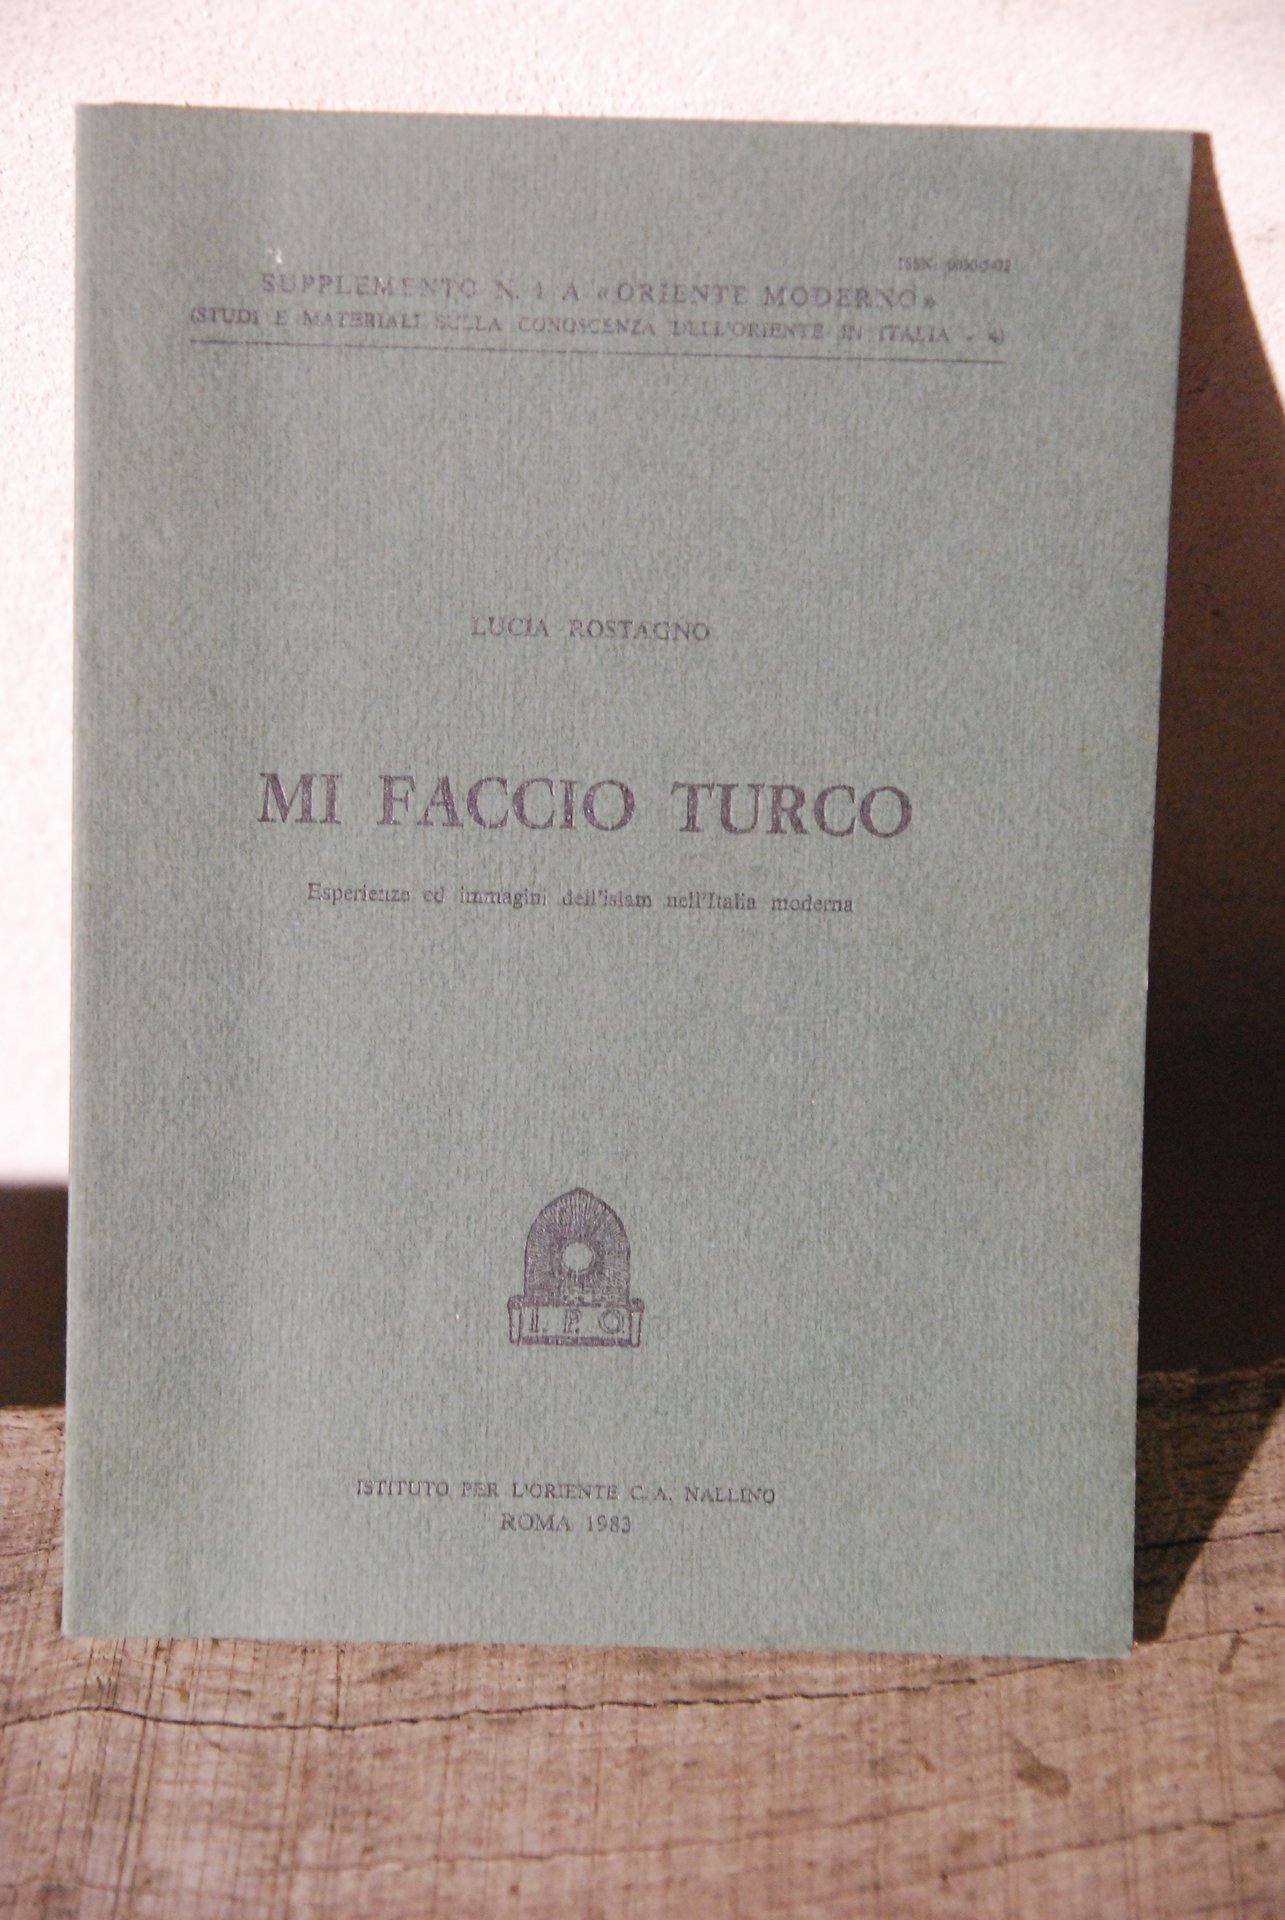 ISSN:
SUPPLEMENTO N. 1 A «ORIENTE MODERNO»
(STUDI E MATERIALI SULLA CONOSCENZA DELL'ORIENTE IN ITALIA - 4)
LUCIA ROSTAGNO
MI FACCIO TURCO
Esperienze ed immagini dell'islam nell'Italia moderna
I. P. O.
ISTITUTO PER L'ORIENTE C. A. NALLINO
ROMA 1983